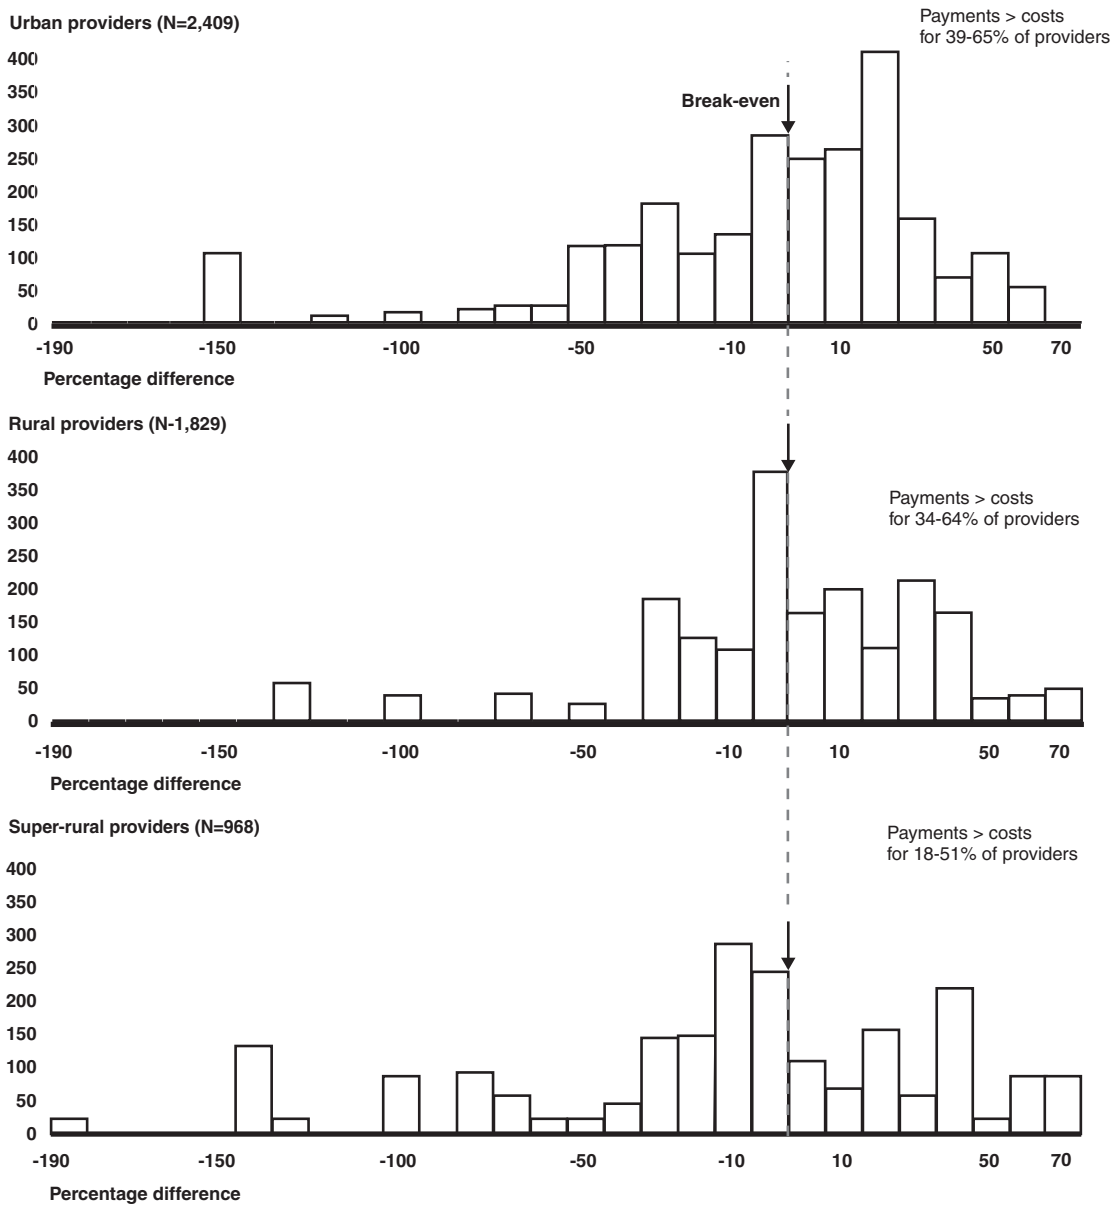 Urban providers (N=2,409)
Payments > costs
for 39-65% of providers
400
350
Break-even
300
250
200
150
100
50
0
-190 -150 -100 -50 -10 10 50 70
Percentage difference
Rural providers (N-1,829)
400
350
Payments > costs
for 34-64% of providers
300
250
200
150
100
50
0
-190 -150 -100 -50 -10 10 50 70
Percentage difference
Super-rural providers (N=968)
Payments > costs
for 18-51% of providers
400
350
300
250
200
150
100
50
0
-190 -150 -100 -50 -10 10 50 70
Percentage difference